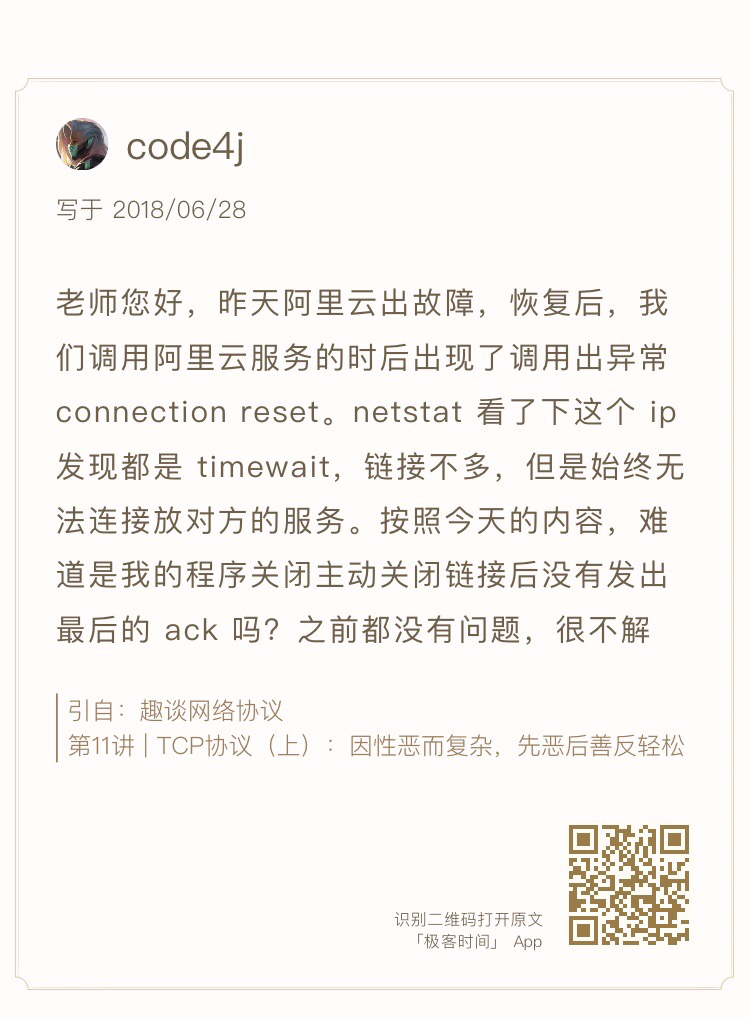 code4j
写于 2018/06/28
老师您好，昨天阿里云出故障，恢复后，我
们调用阿里云服务的时后出现了调用出异常
connection reset。netstat 看了下这个 ip
发现都是 timewait，链接不多，但是始终无
法连接放对方的服务。按照今天的内容，难
道是我的程序关闭主动关闭链接后没有发出
最后的 ack 吗？之前都没有问题，很不解
引自：趣谈网络协议
第11讲 | TCP协议（上）：因性恶而复杂，先恶后善反轻松
识别二维码打开原文
「极客时间」 App